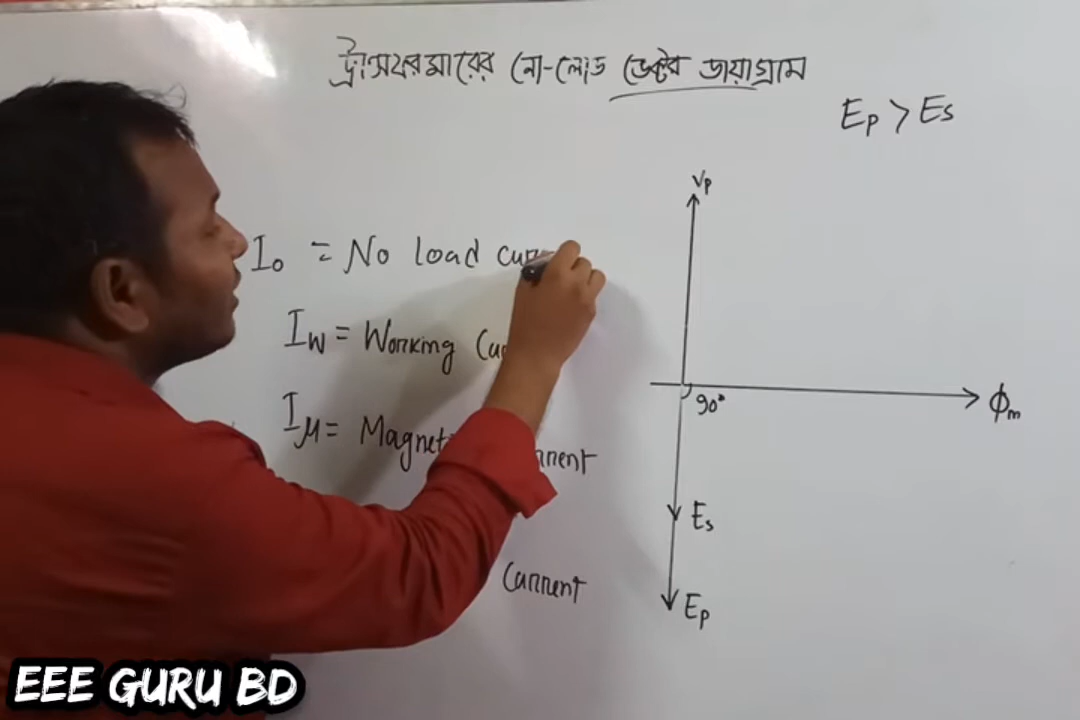 ট্রান্সফরমারের নো-লোড ভেক্টর ডায়াগ্রাম
Ep > Es
Vp
I₀ = No Load
Iw = Working
90°
ϕm
Iμ = Magnet
Es
Current
Ep
EEE GURU BD